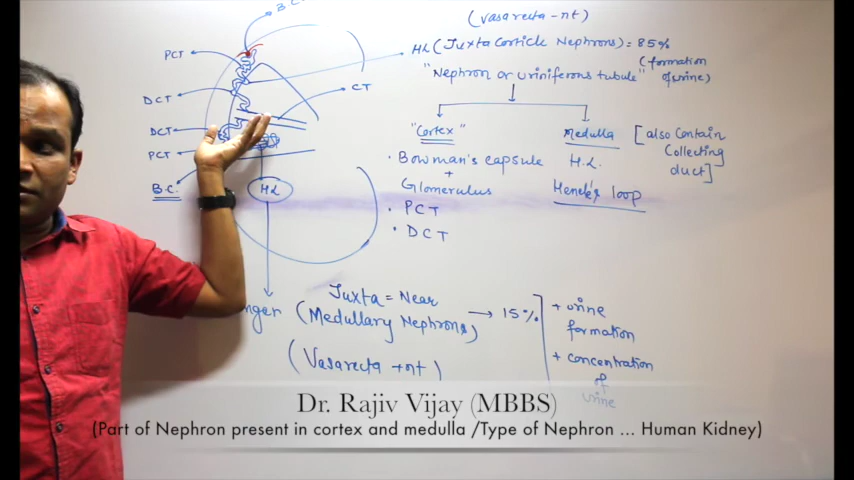 B.C.
(Vasarecta -nt)
PCT
HL (Juxta Corticle Nephrons) = 85%
(formation of urine)
"Nephron or uriniferous tubule"
DCT
CT
DCT
PCT
B.C.
HL
"Cortex"
• Bowman's capsule
+
Glomerulus
• PCT
• DCT
Medulla
H.L.
Henle's loop
[also Contain
Collecting
duct]
nger
Juxta = Near
(Medullary Nephrons)
→ 15%
(Vasarecta +nt)
+ urine
formation
+ concentration
of
urine
Dr. Rajiv Vijay (MBBS)
(Part of Nephron present in cortex and medulla /Type of Nephron ... Human Kidney)